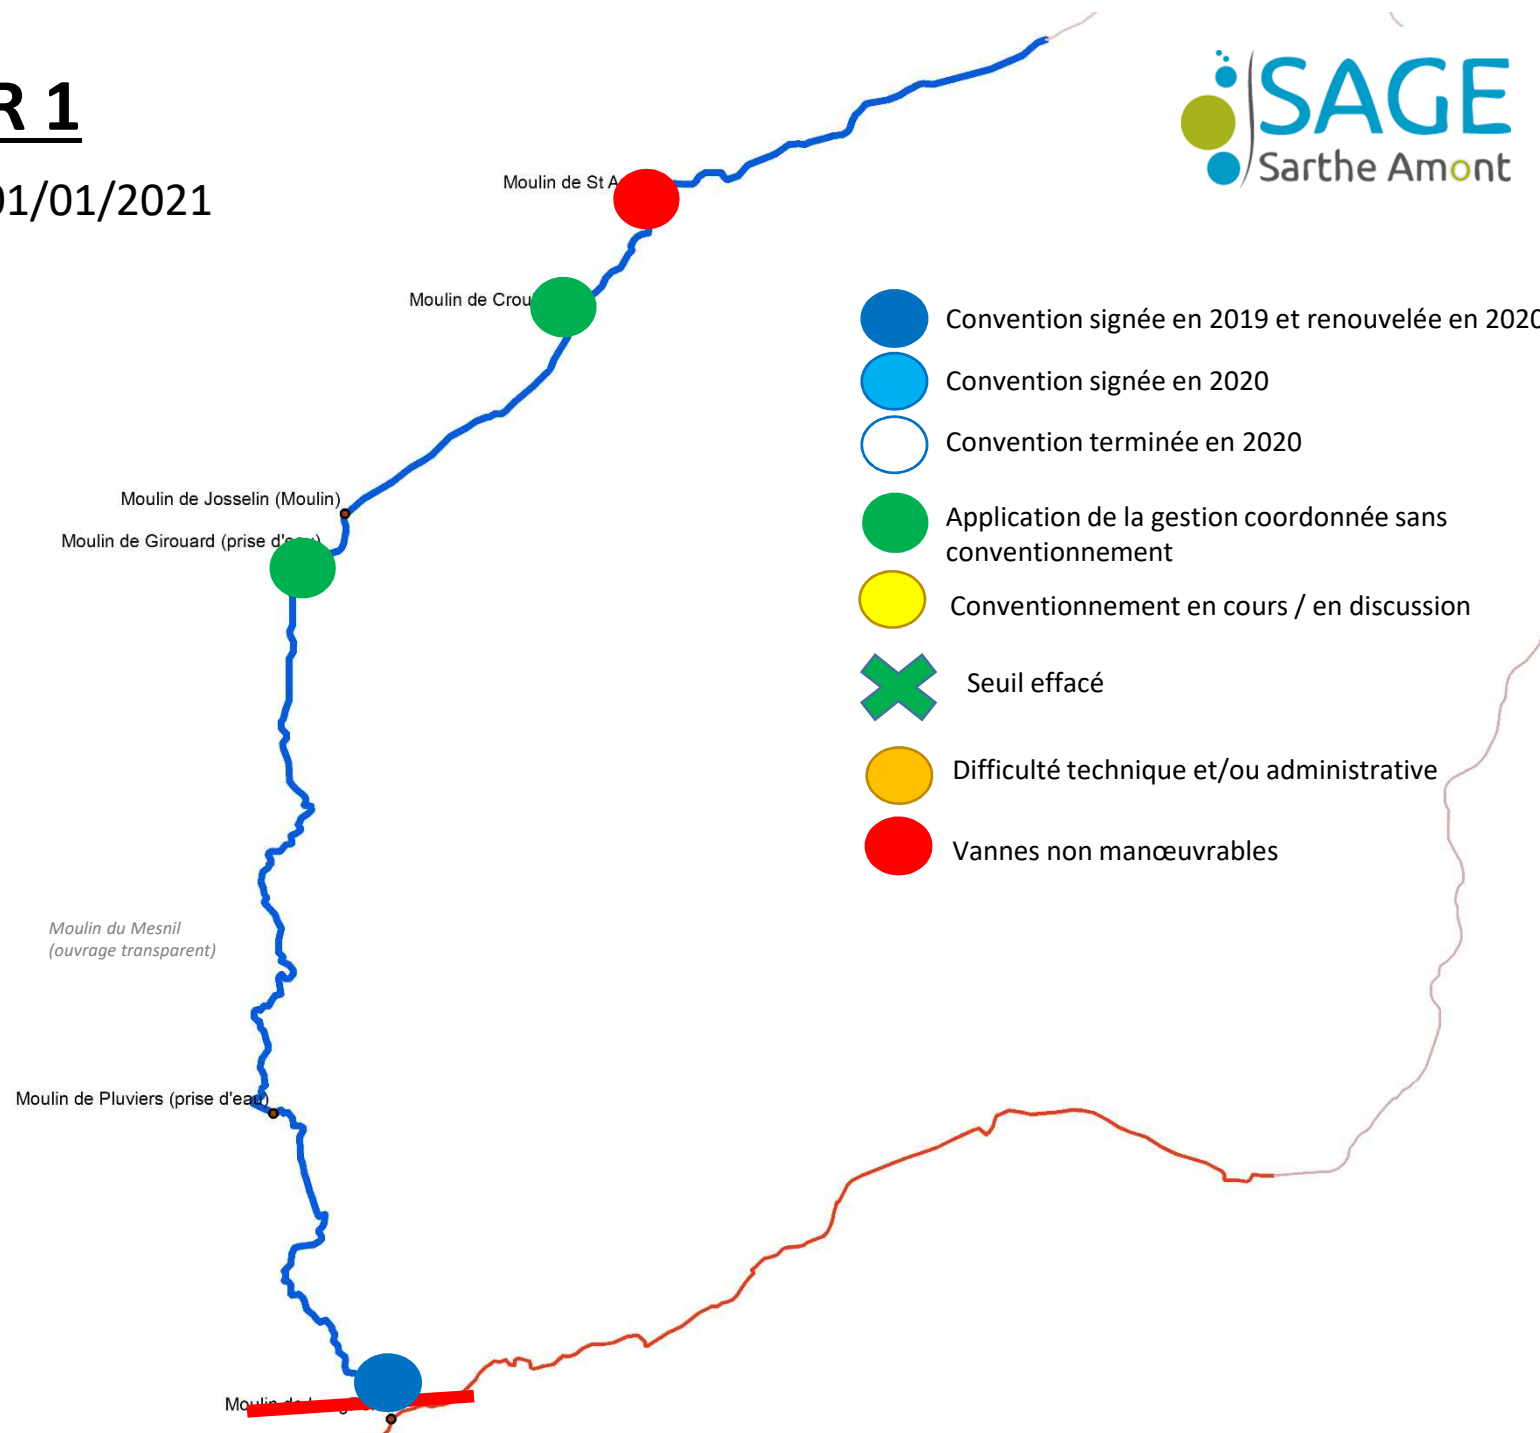 R 1
01/01/2021
SAGE
Sarthe Amont
Moulin de St A
Moulin de Crou
Convention signée en 2019 et renouvelée en 2020
Convention signée en 2020
Convention terminée en 2020
Moulin de Josselin (Moulin)
Moulin de Girouard (prise d'eau)
Application de la gestion coordonnée sans
conventionnement
Conventionnement en cours / en discussion
Seuil effacé
Difficulté technique et/ou administrative
Vannes non manœuvrables
Moulin du Mesnil
(ouvrage transparent)
Moulin de Pluviers (prise d'eau)
Moulin de